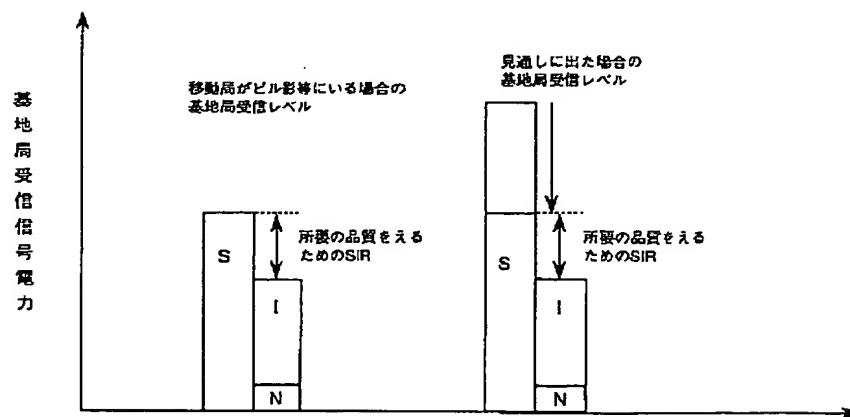 移動局がビル影等にいる場合の
基地局受信レベル
見通しに出た場合の
基地局受信レベル
基地局受信信号電力
S
I
N
所要の品質をえる
ためのSIR
S
I
N
所要の品質をえる
ためのSIR